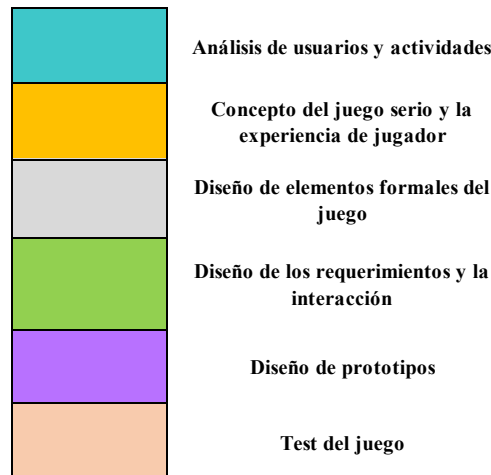 Análisis de usuarios y actividades
Concepto del juego serio y la
experiencia de jugador
Diseño de elementos formales del
juego
Diseño de los requerimientos y la
interacción
Diseño de prototipos
Test del juego